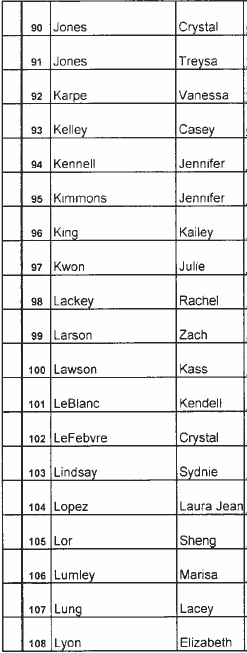 90 Jones Crystal
91 Jones Treysa
92 Karpe Vanessa
93 Kelley Casey
94 Kennell Jennifer
95 Kimmons Jennifer
96 King Kailey
97 Kwon Julie
98 Lackey Rachel
99 Larson Zach
100 Lawson Kass
101 LeBlanc Kendell
102 LeFebvre Crystal
103 Lindsay Sydnie
104 Lopez Laura Jean
105 Lor Sheng
106 Lumley Marisa
107 Lung Lacey
108 Lyon Elizabeth